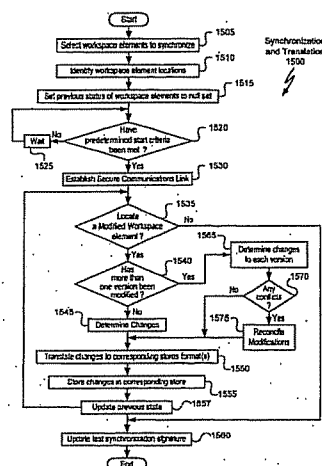 Start
Select workspace elements to synchronize
1505
Synchronization
and Translation
1500
Identify workspace element locations
1510
Set previous status of workspace elements to null set
1515
Have
predetermined start criteria
been met ?
1520
No
Wait
1525
Yes
Establish Secure Communications Link
1530
Locate
a Modified Workspace
element ?
1535
No
Yes
Has
more than
one version been
modified ?
1540
Yes
1565
Determine changes
to each version
Any
conflicts
?
1570
No
Yes
1575
Reconcile
Modifications
No
1545
Determine Changes
Translate changes to corresponding stores format(s)
1550
Store changes in corresponding store
1555
Update previous state
1557
Update last synchronization signature
1560
End